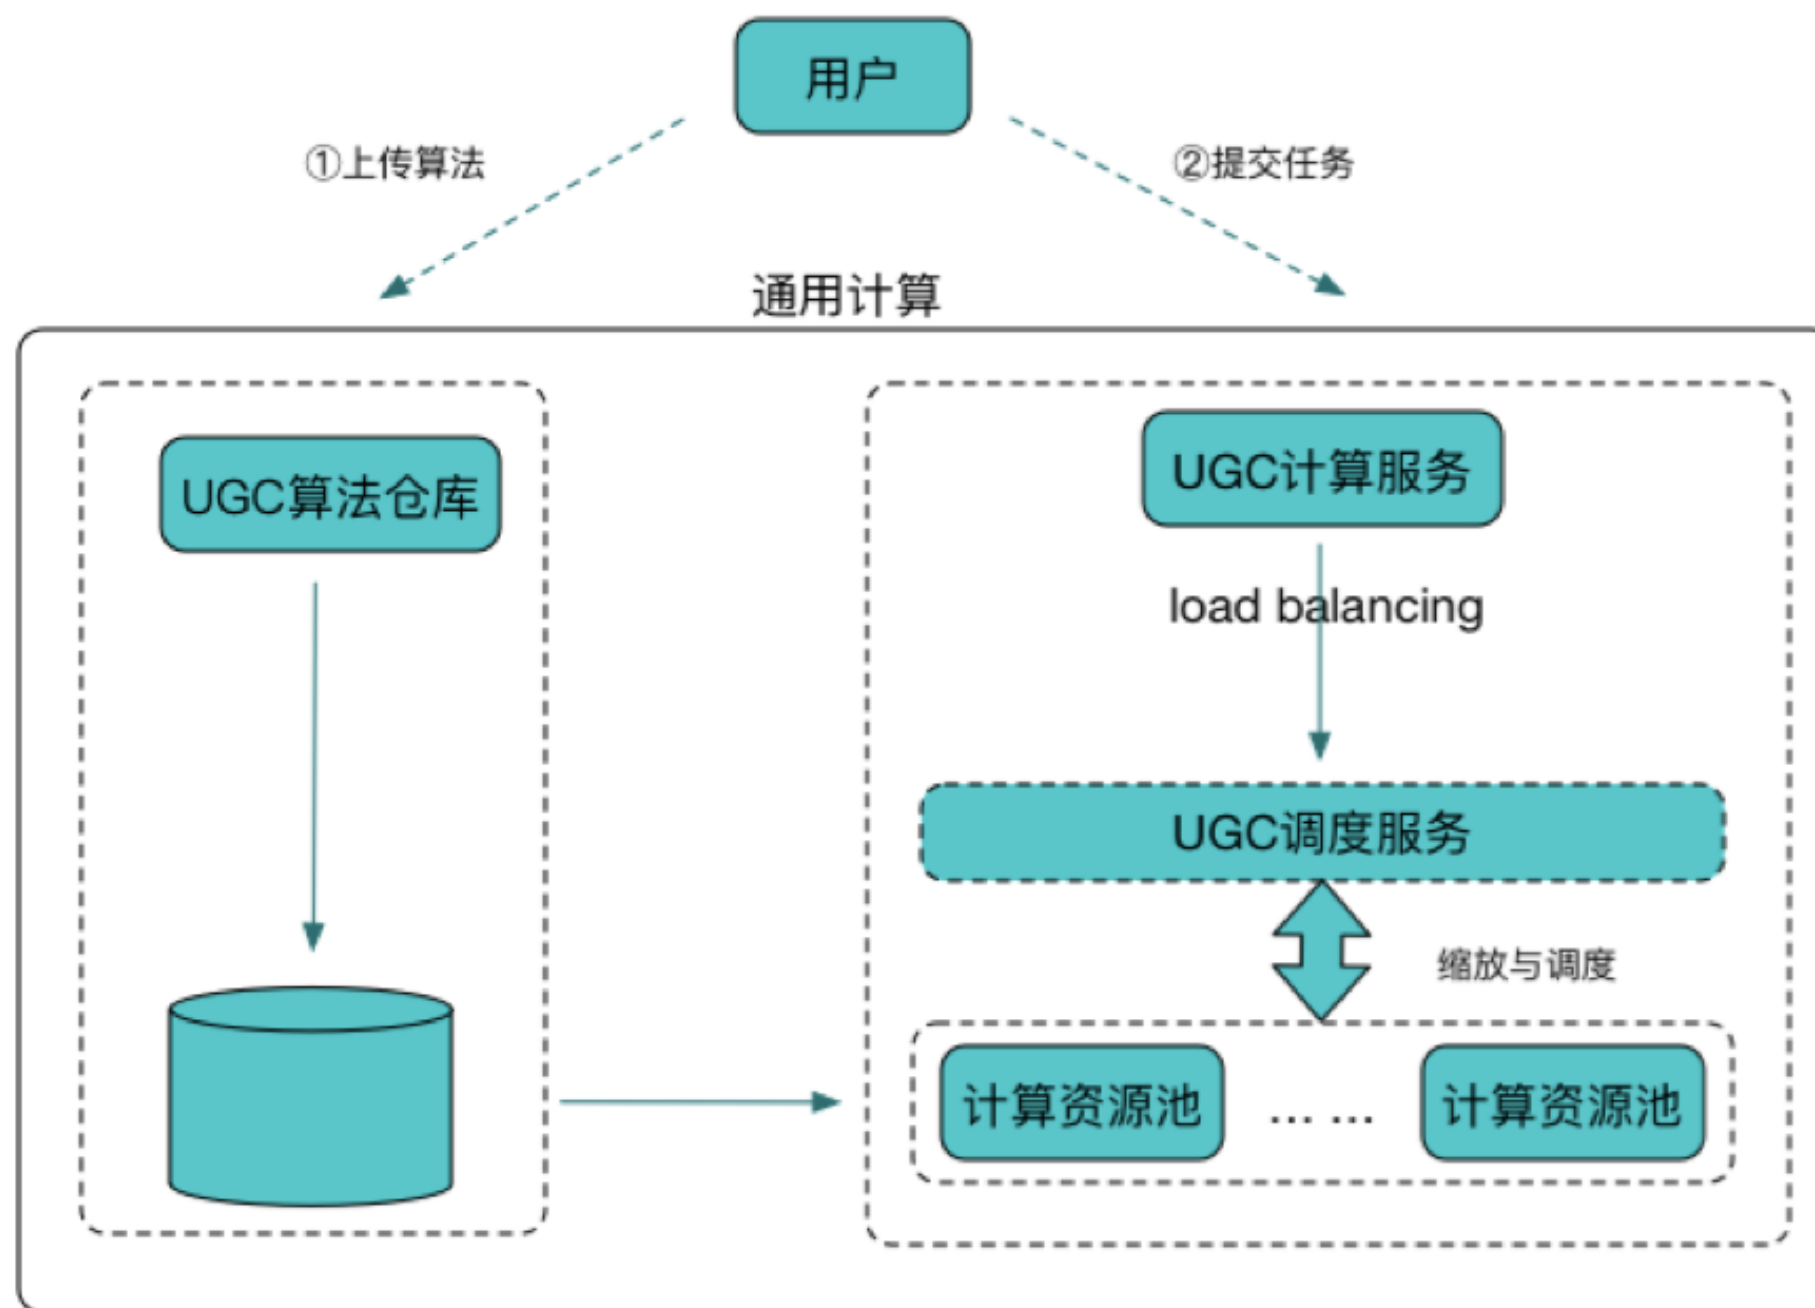 用户
①上传算法
②提交任务
通用计算
UGC算法仓库
UGC计算服务
load balancing
UGC调度服务
缩放与调度
计算资源池 … … 计算资源池